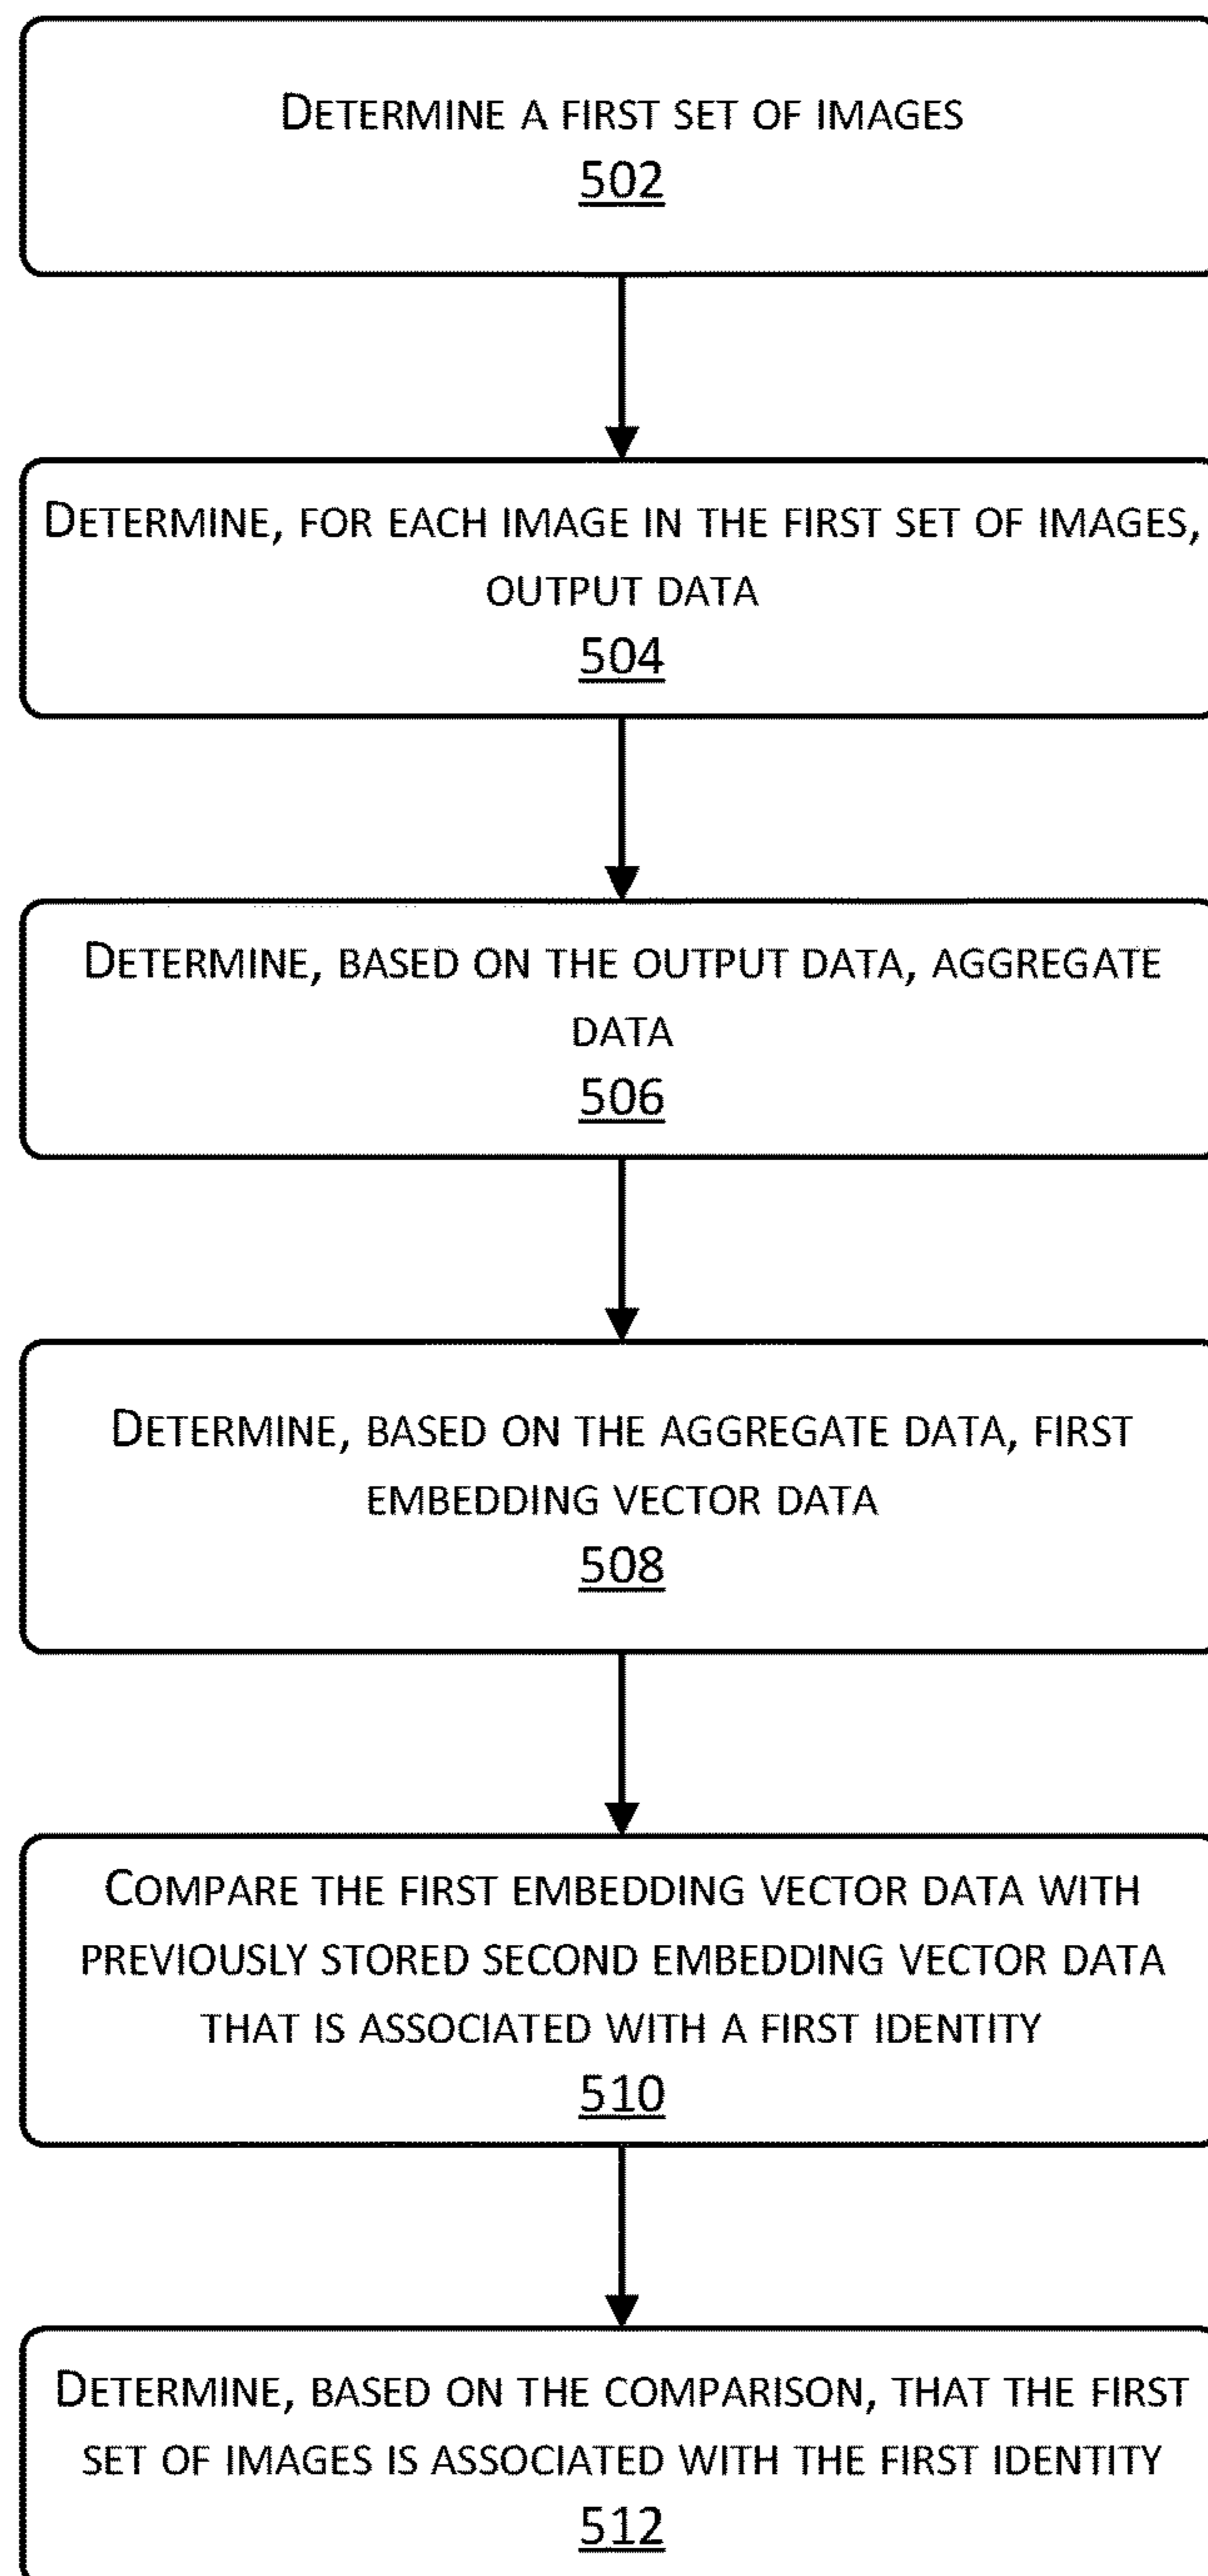 DETERMINE A FIRST SET OF IMAGES
502
DETERMINE, FOR EACH IMAGE IN THE FIRST SET OF IMAGES,
OUTPUT DATA
504
DETERMINE, BASED ON THE OUTPUT DATA, AGGREGATE
DATA
506
DETERMINE, BASED ON THE AGGREGATE DATA, FIRST
EMBEDDING VECTOR DATA
508
COMPARE THE FIRST EMBEDDING VECTOR DATA WITH
PREVIOUSLY STORED SECOND EMBEDDING VECTOR DATA
THAT IS ASSOCIATED WITH A FIRST IDENTITY
510
DETERMINE, BASED ON THE COMPARISON, THAT THE FIRST
SET OF IMAGES IS ASSOCIATED WITH THE FIRST IDENTITY
512